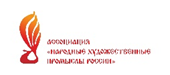 АССОЦИАЦИЯ
«НАРОДНЫЕ ХУДОЖЕСТВЕННЫЕ
ПРОМЫСЛЫ РОССИИ»